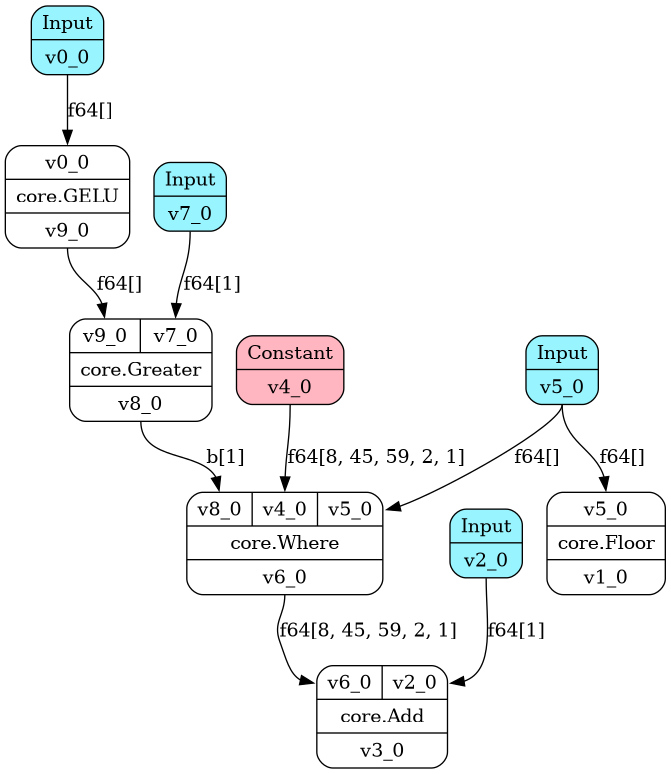 Input
v0_0
f64[]
v0_0
core.GELU
v9_0
Input
v7_0
f64[]
f64[1]
v9_0 v7_0
core.Greater
v8_0
Constant
v4_0
Input
v5_0
b[1]
f64[8, 45, 59, 2, 1]
f64[]
f64[]
v8_0 v4_0 v5_0
core.Where
v6_0
Input
v2_0
v5_0
core.Floor
v1_0
f64[8, 45, 59, 2, 1]
f64[1]
v6_0 v2_0
core.Add
v3_0